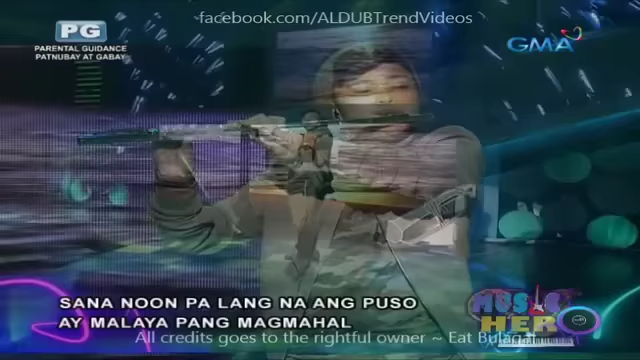 facebook.com/ALDUBTrendVideos
PG
PARENTAL GUIDANCE
PATNUBAY AT GABAY
GMA
SANA NOON PA LANG NA ANG PUSO
AY MALAYA PANG MAGMAHAL
MUSIC
HERO
All credits goes to the rightful owner ~ Eat Bulaga